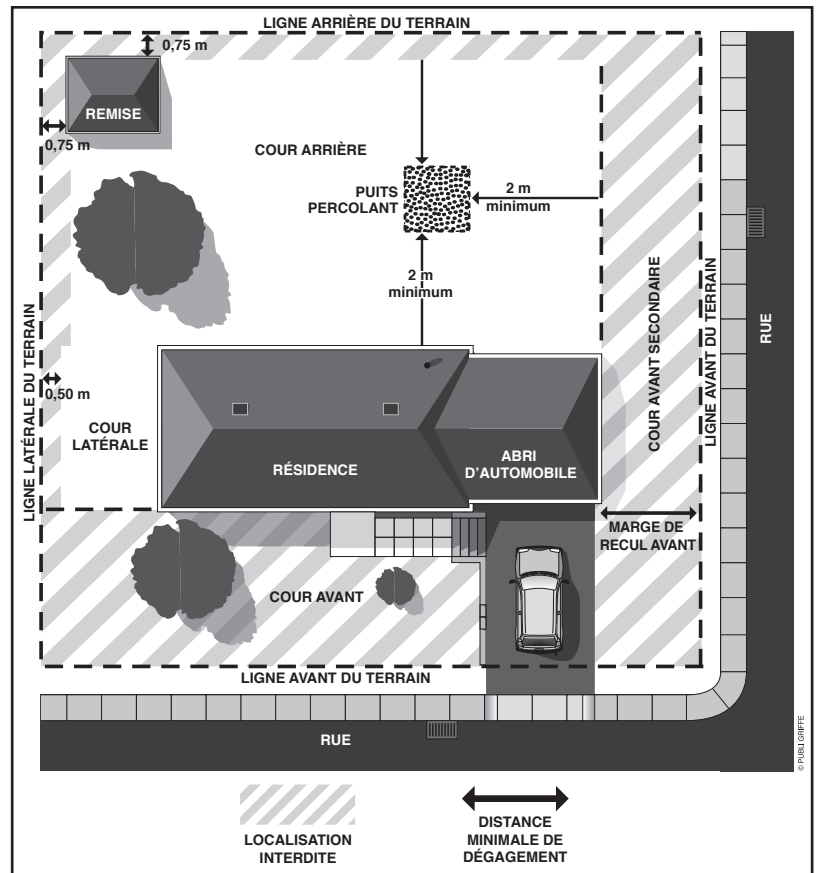 LIGNE ARRIÈRE DU TERRAIN
0,75 m
REMISE
0,75 m
COUR ARRIÈRE
PUITS
PERCOLANT
2 m
minimum
2 m
minimum
LIGNE LATÉRALE DU TERRAIN
0,50 m
COUR
LATÉRALE
RÉSIDENCE
ABRI
D'AUTOMOBILE
COUR AVANT SECONDAIRE
LIGNE AVANT DU TERRAIN
RUE
MARGE DE
RECUL AVANT
COUR AVANT
LIGNE AVANT DU TERRAIN
RUE
© PUBLI GRIFFE
LOCALISATION
INTERDITE
DISTANCE
MINIMALE DE
DÉGAGEMENT